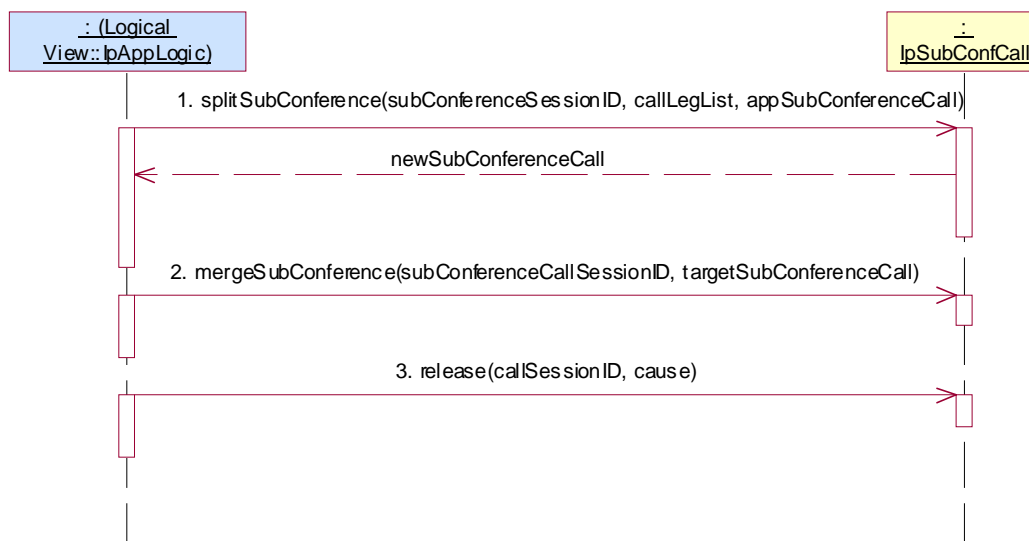 : (Logical
View::IpAppLogic)
:
IpSubConfCall
1. splitSubConference(subConferenceSessionID, callLegList, appSubConferenceCall)
newSubConferenceCall
2. mergeSubConference(subConferenceCallSessionID, targetSubConferenceCall)
3. release(callSessionID, cause)